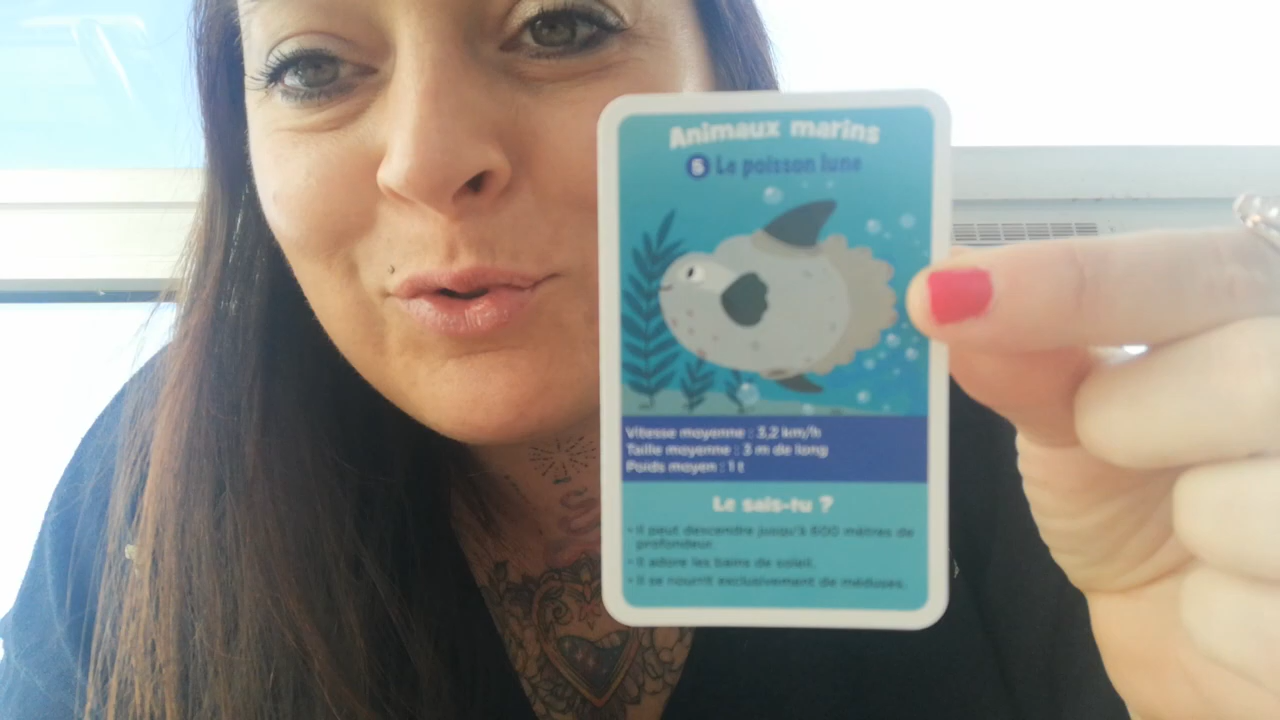 Animaux marins
5 Le poisson lune
Vitesse moyenne : 3,2 km/h
Taille moyenne : 3 m de long
Poids moyen : 1 t
Le sais-tu ?
• Il peut descendre jusqu'à 600 mètres de
profondeur.
• Il adore les bains de soleil.
• Il se nourrit exclusivement de méduses.